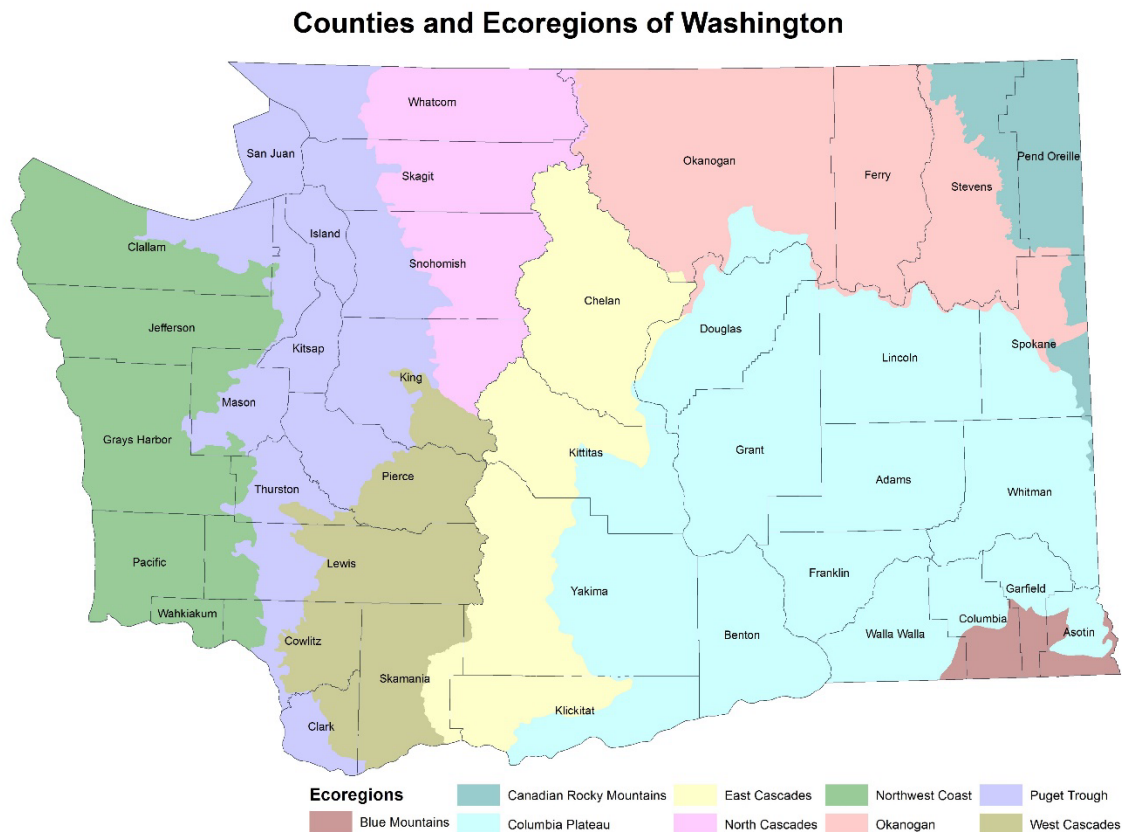 Counties and Ecoregions of Washington
Whatcom
San Juan
Okanogan
Pend Oreille
Skagit
Ferry
Stevens
Island
Clallam
Snohomish
Chelan
Jefferson
Douglas
Kitsap
Lincoln
Spokane
King
Mason
Grays Harbor
Kittitas
Grant
Pierce
Adams
Thurston
Whitman
Pacific
Lewis
Franklin
Yakima
Garfield
Wahkiakum
Columbia
Cowlitz
Benton
Walla Walla
Asotin
Skamania
Klickitat
Clark
Ecoregions
Canadian Rocky Mountains
East Cascades
Northwest Coast
Puget Trough
Blue Mountains
Columbia Plateau
North Cascades
Okanogan
West Cascades